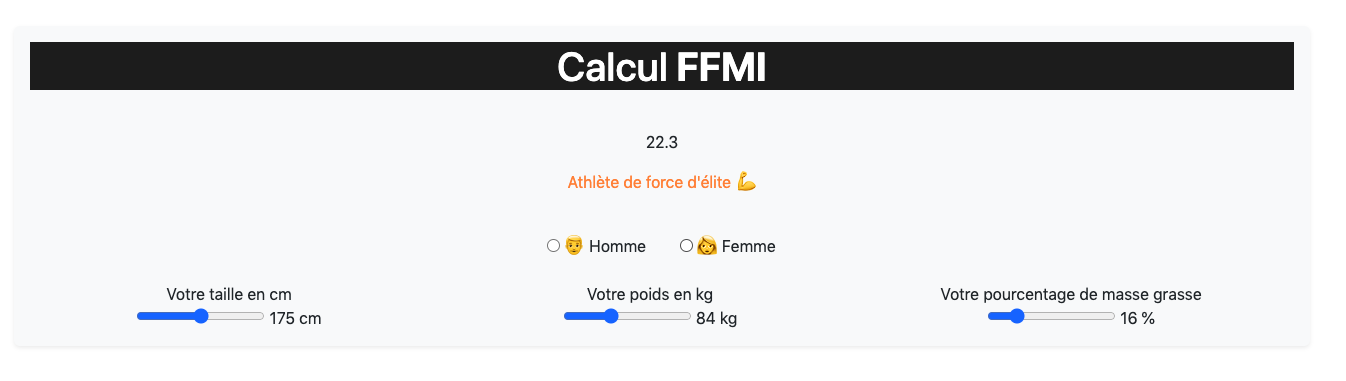 Calcul FFMI
22.3
Athlète de force d'élite 💪
👨 Homme 👩 Femme
Votre taille en cm
175 cm
Votre poids en kg
84 kg
Votre pourcentage de masse grasse
16 %